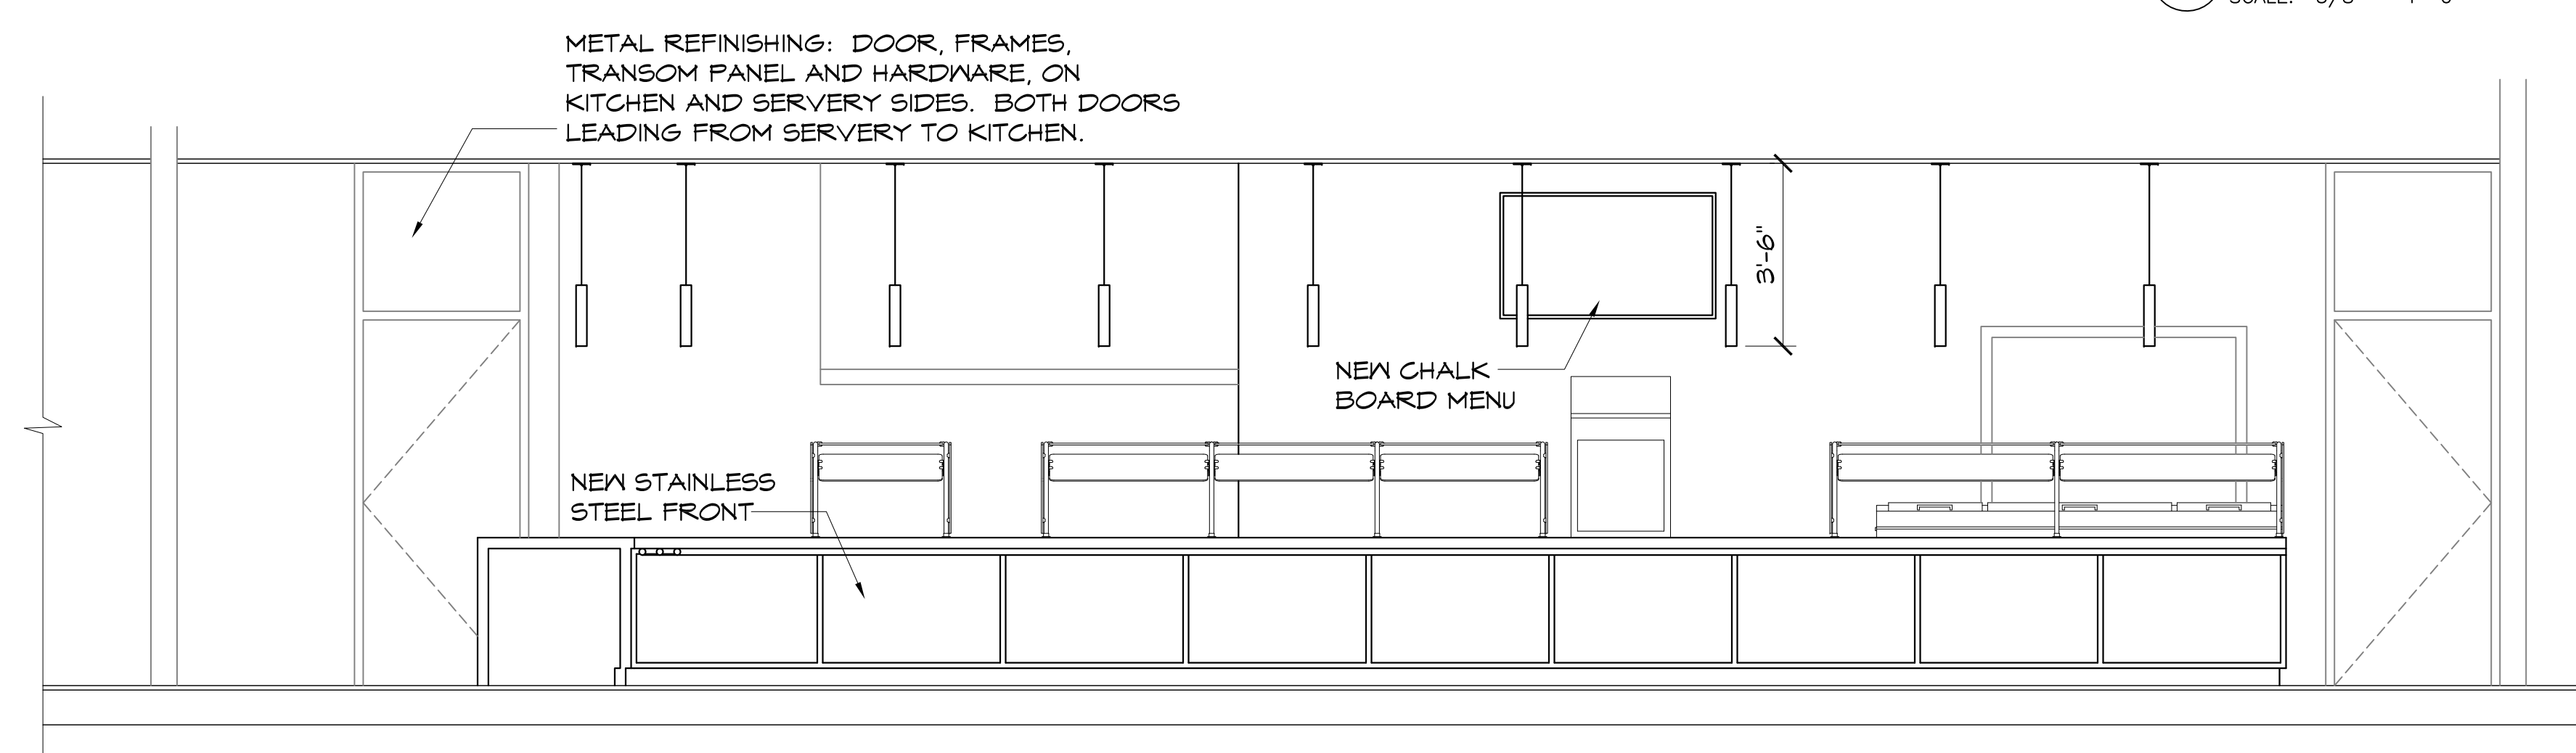 METAL REFINISHING: DOOR, FRAMES,
TRANSOM PANEL AND HARDWARE, ON
KITCHEN AND SERVERY SIDES. BOTH DOORS
LEADING FROM SERVERY TO KITCHEN.
3'-6"
NEW CHALK
BOARD MENU
NEW STAINLESS
STEEL FRONT